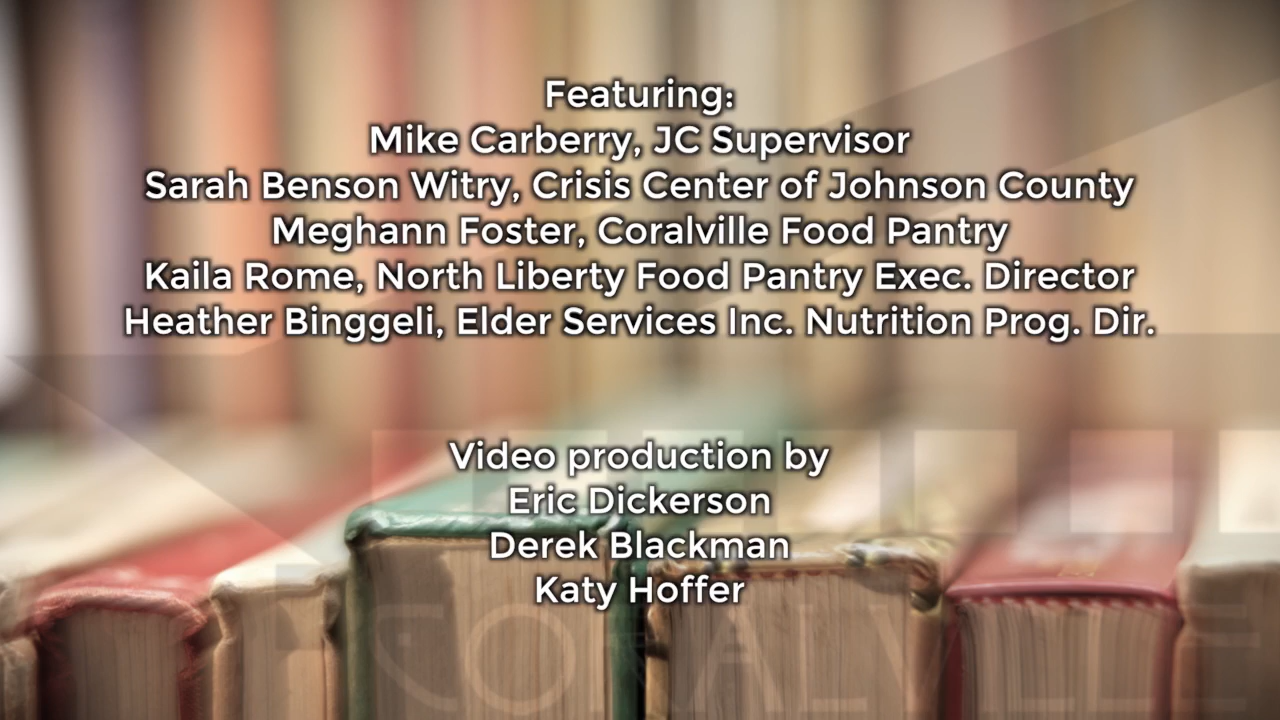 Featuring:
Mike Carberry, JC Supervisor
Sarah Benson Witry, Crisis Center of Johnson County
Meghann Foster, Coralville Food Pantry
Kaila Rome, North Liberty Food Pantry Exec. Director
Heather Binggeli, Elder Services Inc. Nutrition Prog. Dir.
Video production by
Eric Dickerson
Derek Blackman
Katy Hoffer
CORALVILLE